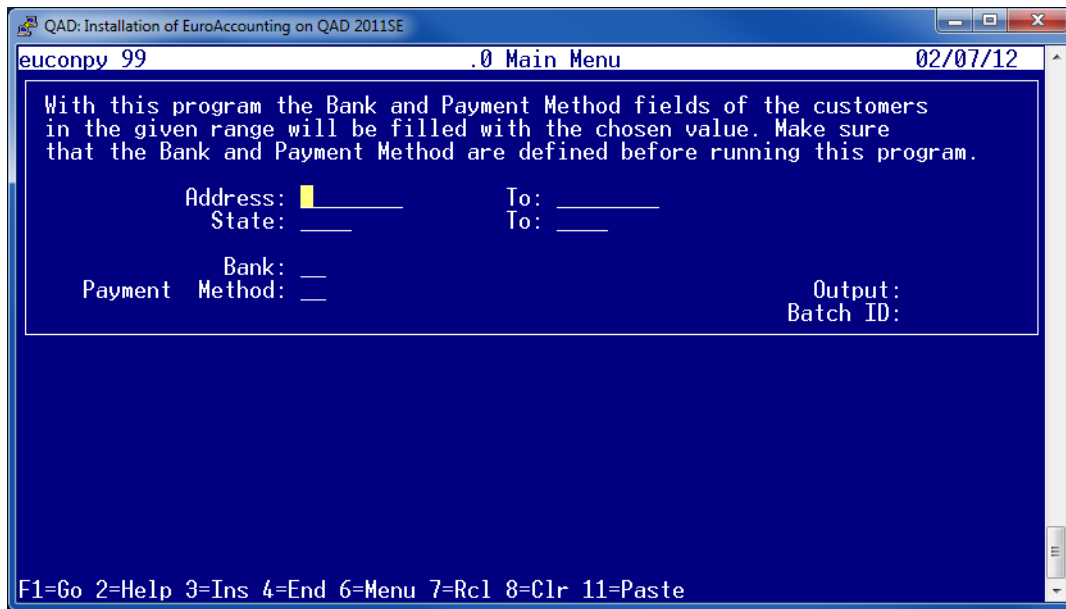 QAD: Installation of EuroAccounting on QAD 2011SE
euconpy 99 .0 Main Menu 02/07/12
With this program the Bank and Payment Method fields of the customers
in the given range will be filled with the chosen value. Make sure
that the Bank and Payment Method are defined before running this program.
Address: To:
State: To:
Bank:
Payment Method: Output:
Batch ID:
F1=Go 2=Help 3=Ins 4=End 6=Menu 7=Rcl 8=Clr 11=Paste